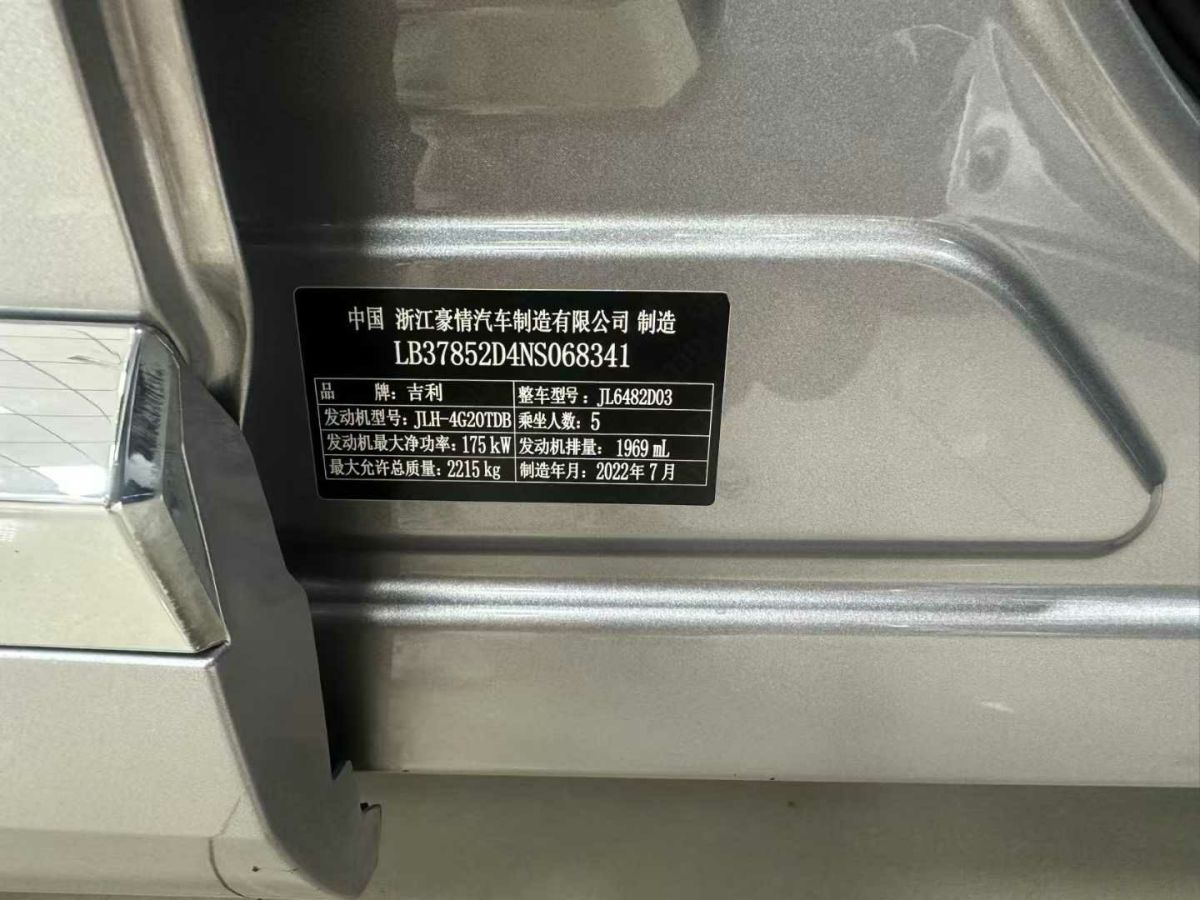 中国 浙江豪情汽车制造有限公司 制造
LB37852D4NS068341
品 牌：吉利 整车型号：JL6482D03
发动机型号：JLH-4G20TDB 乘坐人数：5
发动机最大净功率：175 kW 发动机排量： 1969 mL
最大允许总质量：2215 kg 制造年月：2022年 7 月